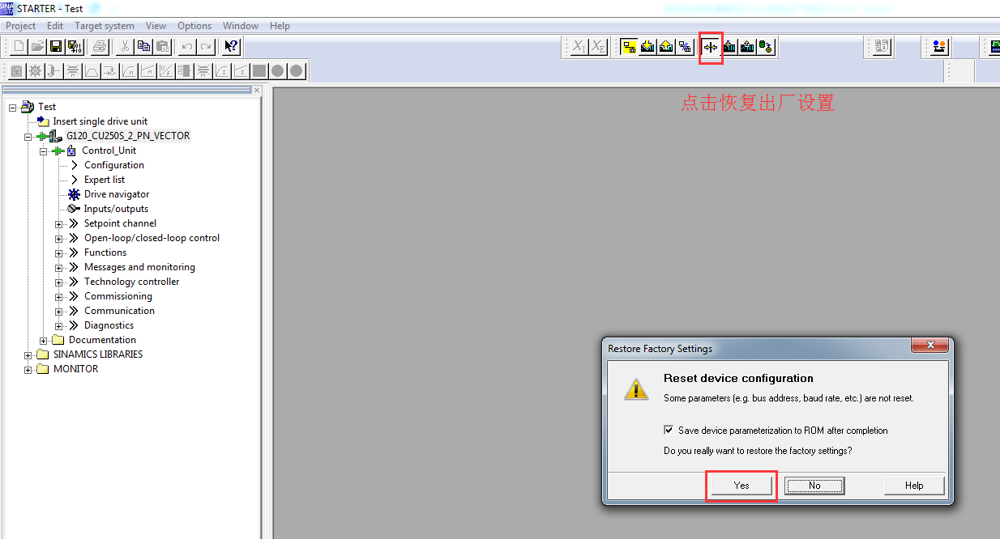 STARTER - Test
Project Edit Target system View Options Window Help
点击恢复出厂设置
Test
Insert single drive unit
G120_CU250S_2_PN_VECTOR
Control_Unit
Configuration
Expert list
Drive navigator
Inputs/outputs
Setpoint channel
Open-loop/closed-loop control
Functions
Messages and monitoring
Technology controller
Commissioning
Communication
Diagnostics
Documentation
SINAMICS LIBRARIES
MONITOR
Restore Factory Settings
Reset device configuration
Some parameters (e.g. bus address, baud rate, etc.) are not reset.
Save device parameterization to ROM after completion
Do you really want to restore the factory settings?
Yes No Help